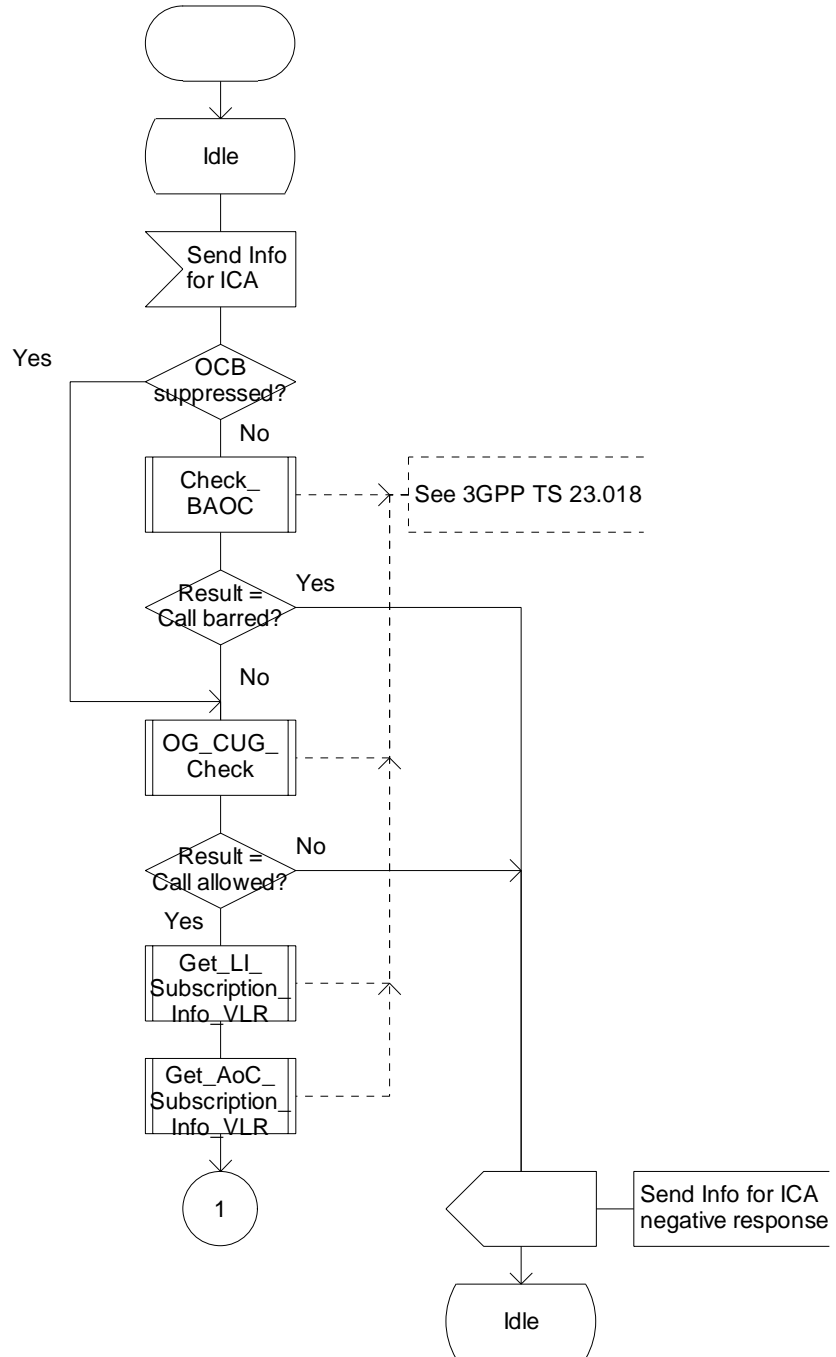 Idle
Send Info
for ICA
Yes
OCB
suppressed?
No
Check_
BAOC
See 3GPP TS 23.018
Result =
Call barred?
Yes
No
OG_CUG_
Check
Result =
Call allowed?
No
Yes
Get_LI_
Subscription_
Info_VLR
Get_AoC_
Subscription_
Info_VLR
1
Send Info for ICA
negative response
Idle